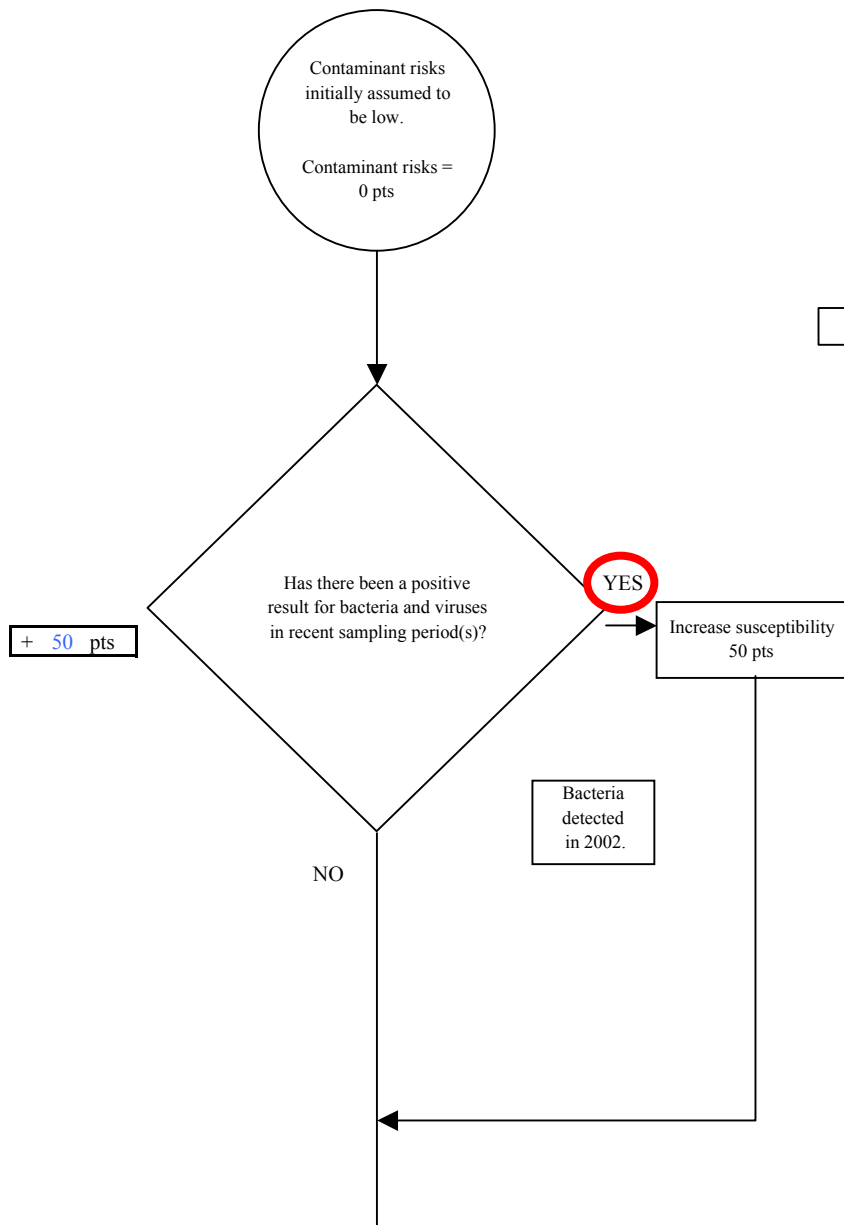 Contaminant risks
initially assumed to
be low.
Contaminant risks =
0 pts
Has there been a positive
result for bacteria and viruses
in recent sampling period(s)?
YES
+ 50 pts
Increase susceptibility
50 pts
Bacteria
detected
in 2002.
NO